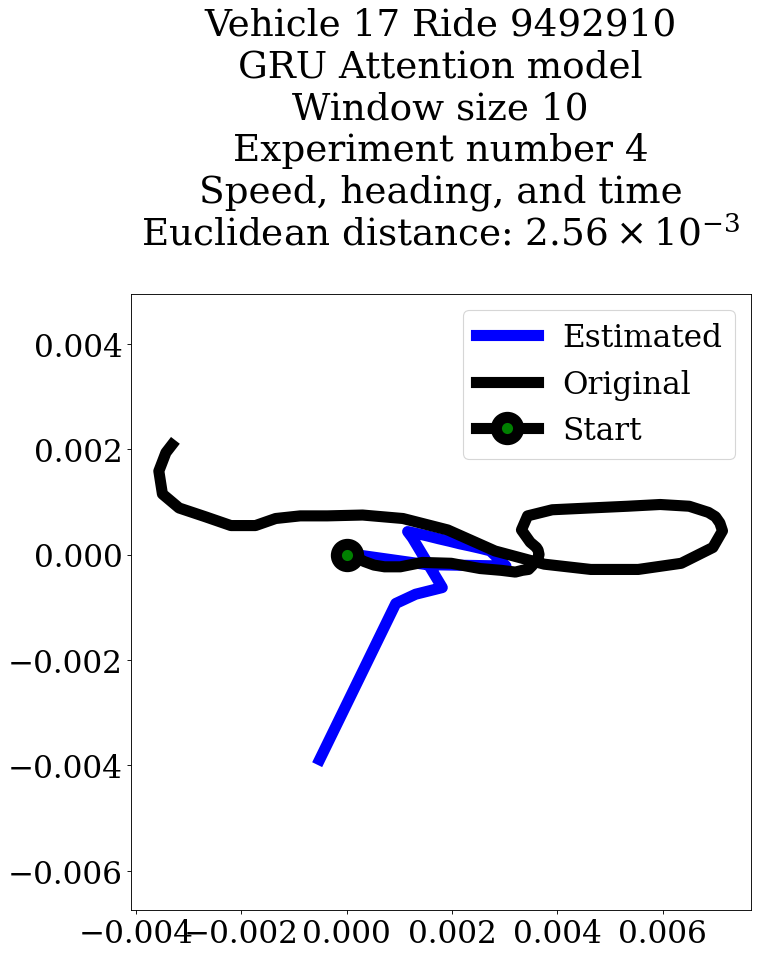 Vehicle 17 Ride 9492910
GRU Attention model
Window size 10
Experiment number 4
Speed, heading, and time
Euclidean distance: 2.56 × 10⁻³
Estimated
Original
Start
0.004
0.002
0.000
−0.002
−0.004
−0.006
−0.004 −0.002 0.000 0.002 0.004 0.006